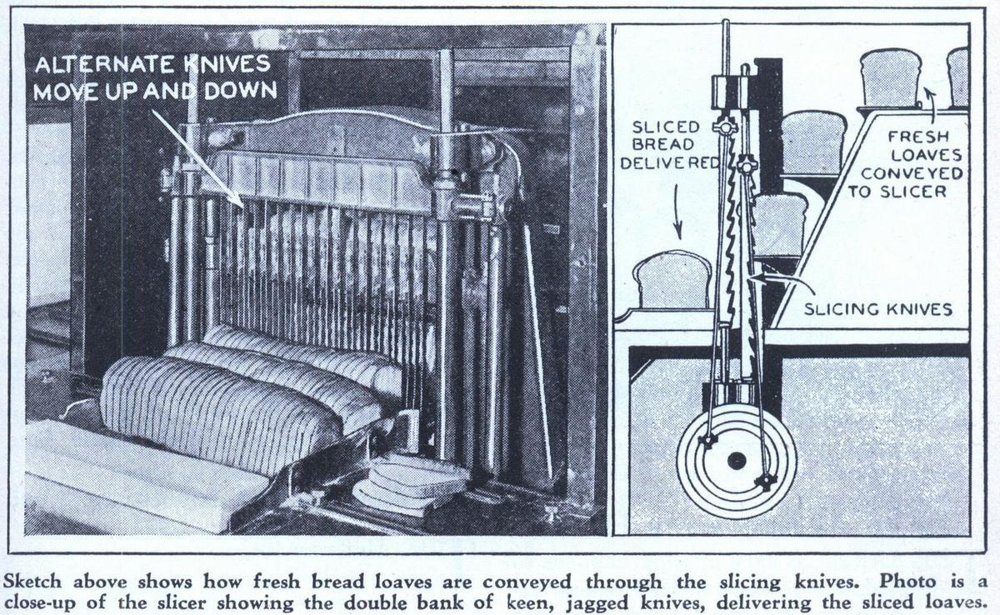 ALTERNATE KNIVES
MOVE UP AND DOWN
SLICED
BREAD
DELIVERED
FRESH
LOAVES
CONVEYED
TO SLICER
SLICING KNIVES
Sketch above shows how fresh bread loaves are conveyed through the slicing knives. Photo is a
close-up of the slicer showing the double bank of keen, jagged knives, delivering the sliced loaves.